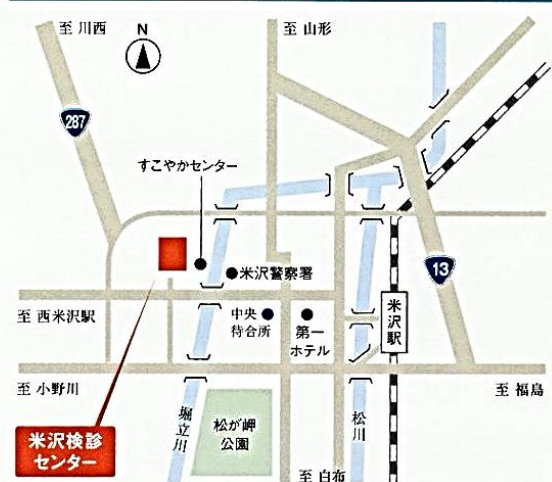 至 川西
N
至 山形
287
すこやかセンター
米沢警察署
13
至 西米沢駅
中央
待合所
第一
ホテル
米沢駅
至 小野川
至 福島
米沢検診
センター
堀立川
松が岬
公園
松川
至 白布